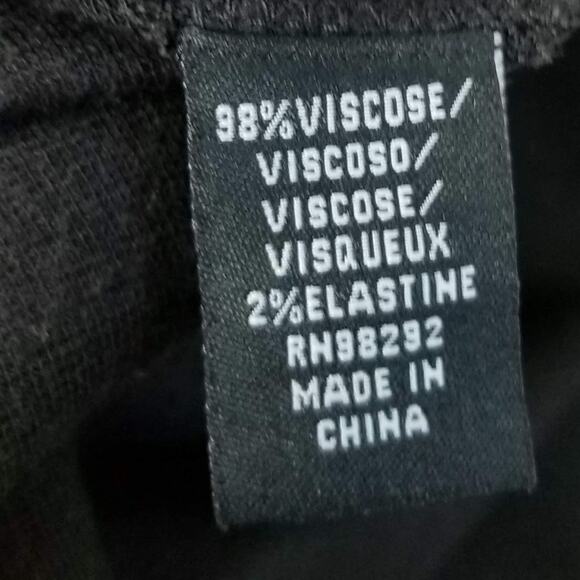 98%VISCOSE/
VISCOSO/
VISCOSE/
VISQUEUX
2%ELASTINE
RN98292
MADE IN
CHINA